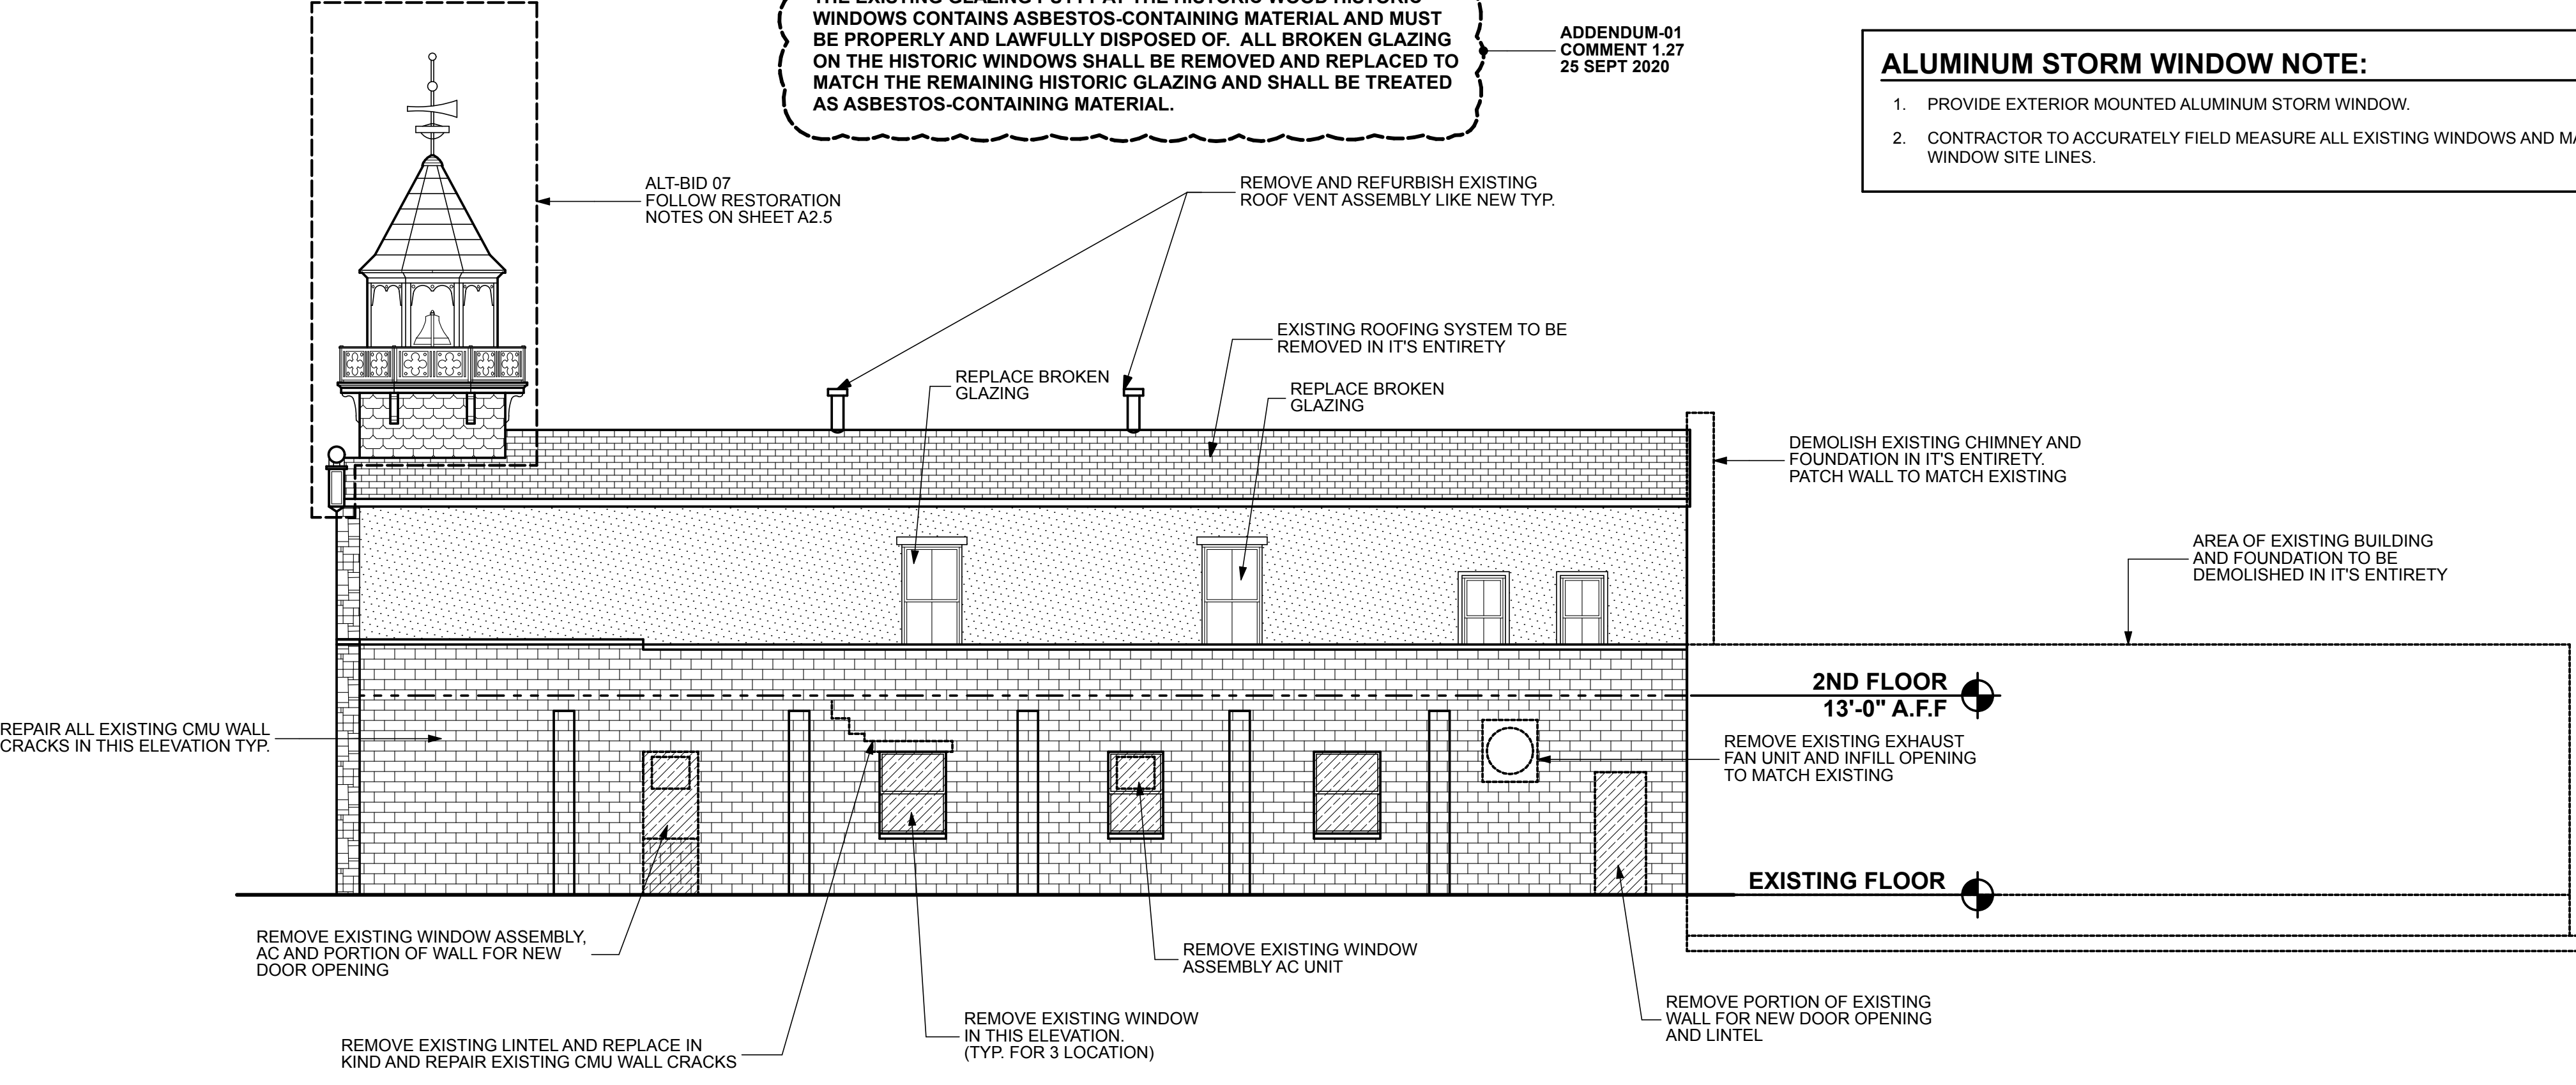 THE EXISTING GLAZING PUTTY AT THE HISTORIC WOOD HISTORIC
WINDOWS CONTAINS ASBESTOS-CONTAINING MATERIAL AND MUST
BE PROPERLY AND LAWFULLY DISPOSED OF. ALL BROKEN GLAZING
ON THE HISTORIC WINDOWS SHALL BE REMOVED AND REPLACED TO
MATCH THE REMAINING HISTORIC GLAZING AND SHALL BE TREATED
AS ASBESTOS-CONTAINING MATERIAL.
ADDENDUM-01
COMMENT 1.27
25 SEPT 2020
ALUMINUM STORM WINDOW NOTE:
1. PROVIDE EXTERIOR MOUNTED ALUMINUM STORM WINDOW.
2. CONTRACTOR TO ACCURATELY FIELD MEASURE ALL EXISTING WINDOWS AND
WINDOW SITE LINES.
ALT-BID 07
FOLLOW RESTORATION
NOTES ON SHEET A2.5
REMOVE AND REFURBISH EXISTING
ROOF VENT ASSEMBLY LIKE NEW TYP.
EXISTING ROOFING SYSTEM TO BE
REMOVED IN IT'S ENTIRETY
REPLACE BROKEN
GLAZING
REPLACE BROKEN
GLAZING
DEMOLISH EXISTING CHIMNEY AND
FOUNDATION IN IT'S ENTIRETY.
PATCH WALL TO MATCH EXISTING
AREA OF EXISTING BUILDING
AND FOUNDATION TO BE
DEMOLISHED IN IT'S ENTIRETY
2ND FLOOR
13'-0" A.F.F
REPAIR ALL EXISTING CMU WALL
CRACKS IN THIS ELEVATION TYP.
REMOVE EXISTING EXHAUST
FAN UNIT AND INFILL OPENING
TO MATCH EXISTING
EXISTING FLOOR
REMOVE EXISTING WINDOW ASSEMBLY,
AC AND PORTION OF WALL FOR NEW
DOOR OPENING
REMOVE EXISTING WINDOW
ASSEMBLY AC UNIT
REMOVE EXISTING LINTEL AND REPLACE IN
KIND AND REPAIR EXISTING CMU WALL CRACKS
REMOVE EXISTING WINDOW
IN THIS ELEVATION.
(TYP. FOR 3 LOCATION)
REMOVE PORTION OF EXISTING
WALL FOR NEW DOOR OPENING
AND LINTEL